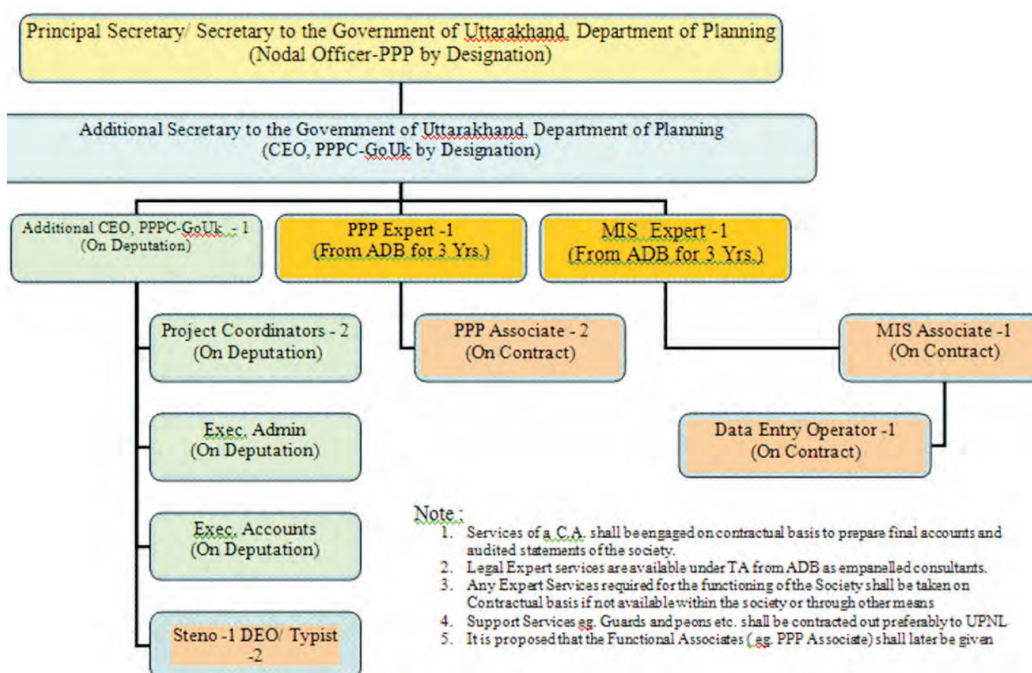 Principal Secretary/ Secretary to the Government of Uttarakhand, Department of Planning
(Nodal Officer-PPP by Designation)
Additional Secretary to the Government of Uttarakhand, Department of Planning
(CEO, PPPC-GoUk by Designation)
Additional CEO, PPPC-GoUk - 1
(On Deputation)
PPP Expert -1
(From ADB for 3 Yrs.)
MIS Expert -1
(From ADB for 3 Yrs.)
Project Coordinators - 2
(On Deputation)
PPP Associate - 2
(On Contract)
MIS Associate -1
(On Contract)
Exec. Admin
(On Deputation)
Data Entry Operator -1
(On Contract)
Exec. Accounts
(On Deputation)
Steno -1 DEO/ Typist
-2
Note :
1. Services of a C.A. shall be engaged on contractual basis to prepare final accounts and
audited statements of the society.
2. Legal Expert services are available under TA from ADB as empanelled consultants.
3. Any Expert Services required for the functioning of the Society shall be taken on
Contractual basis if not available within the society or through other means
4. Support Services eg. Guards and peons etc. shall be contracted out preferably to UPNL
5. It is proposed that the Functional Associates ( eg. PPP Associate) shall later be given